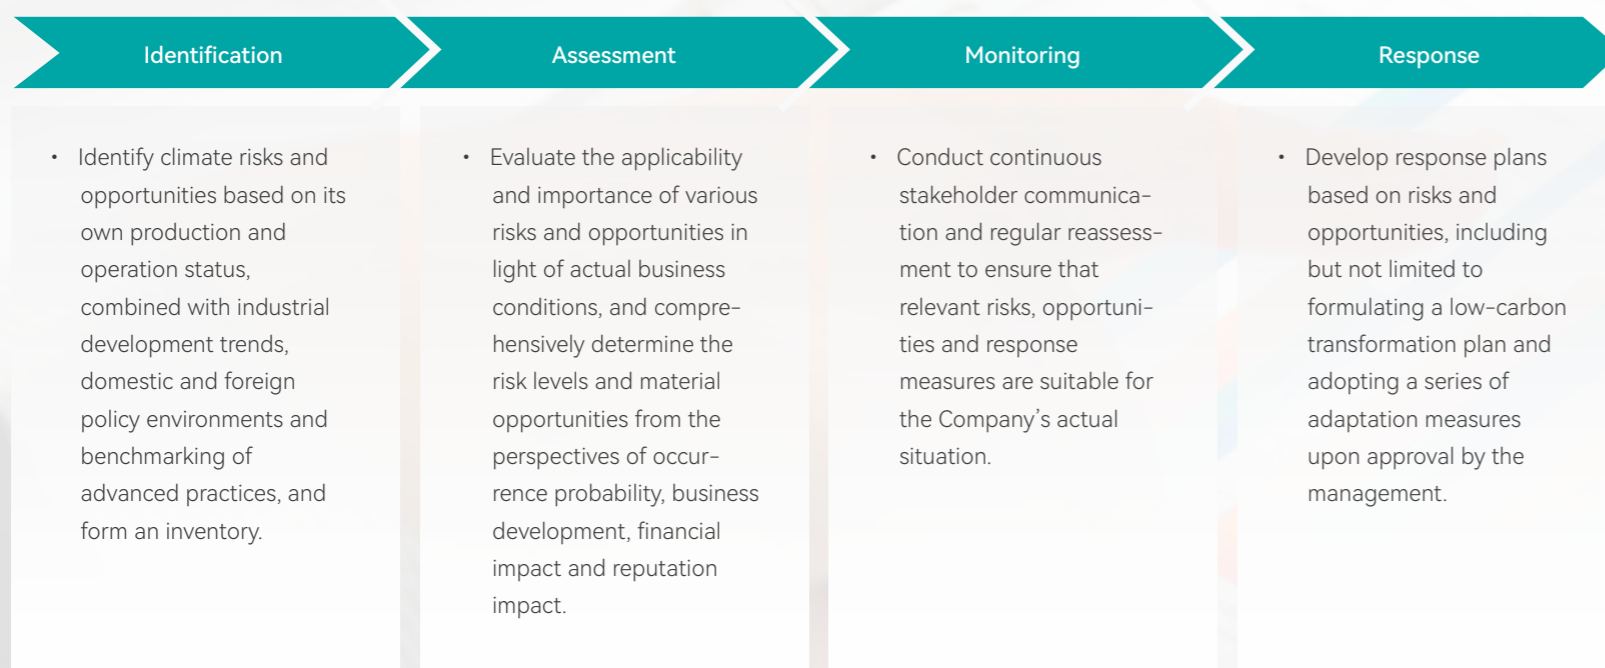 Identification
Assessment
Monitoring
Response
• Identify climate risks and
opportunities based on its
own production and
operation status,
combined with industrial
development trends,
domestic and foreign
policy environments and
benchmarking of
advanced practices, and
form an inventory.
• Evaluate the applicability
and importance of various
risks and opportunities in
light of actual business
conditions, and compre-
hensively determine the
risk levels and material
opportunities from the
perspectives of occur-
rence probability, business
development, financial
impact and reputation
impact.
• Conduct continuous
stakeholder communica-
tion and regular reassess-
ment to ensure that
relevant risks, opportuni-
ties and response
measures are suitable for
the Company’s actual
situation.
• Develop response plans
based on risks and
opportunities, including
but not limited to
formulating a low-carbon
transformation plan and
adopting a series of
adaptation measures
upon approval by the
management.